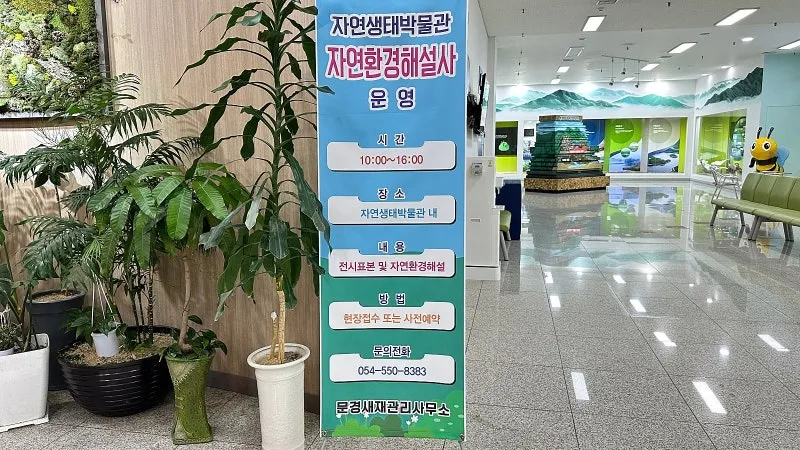 자연생태박물관
자연환경해설사
운 영
시 간
10:00~16:00
장 소
자연생태박물관 내
내 용
전시표본 및 자연환경해설
방 법
현장접수 또는 사전예약
문의전화
054-550-8383
문경새재관리사무소